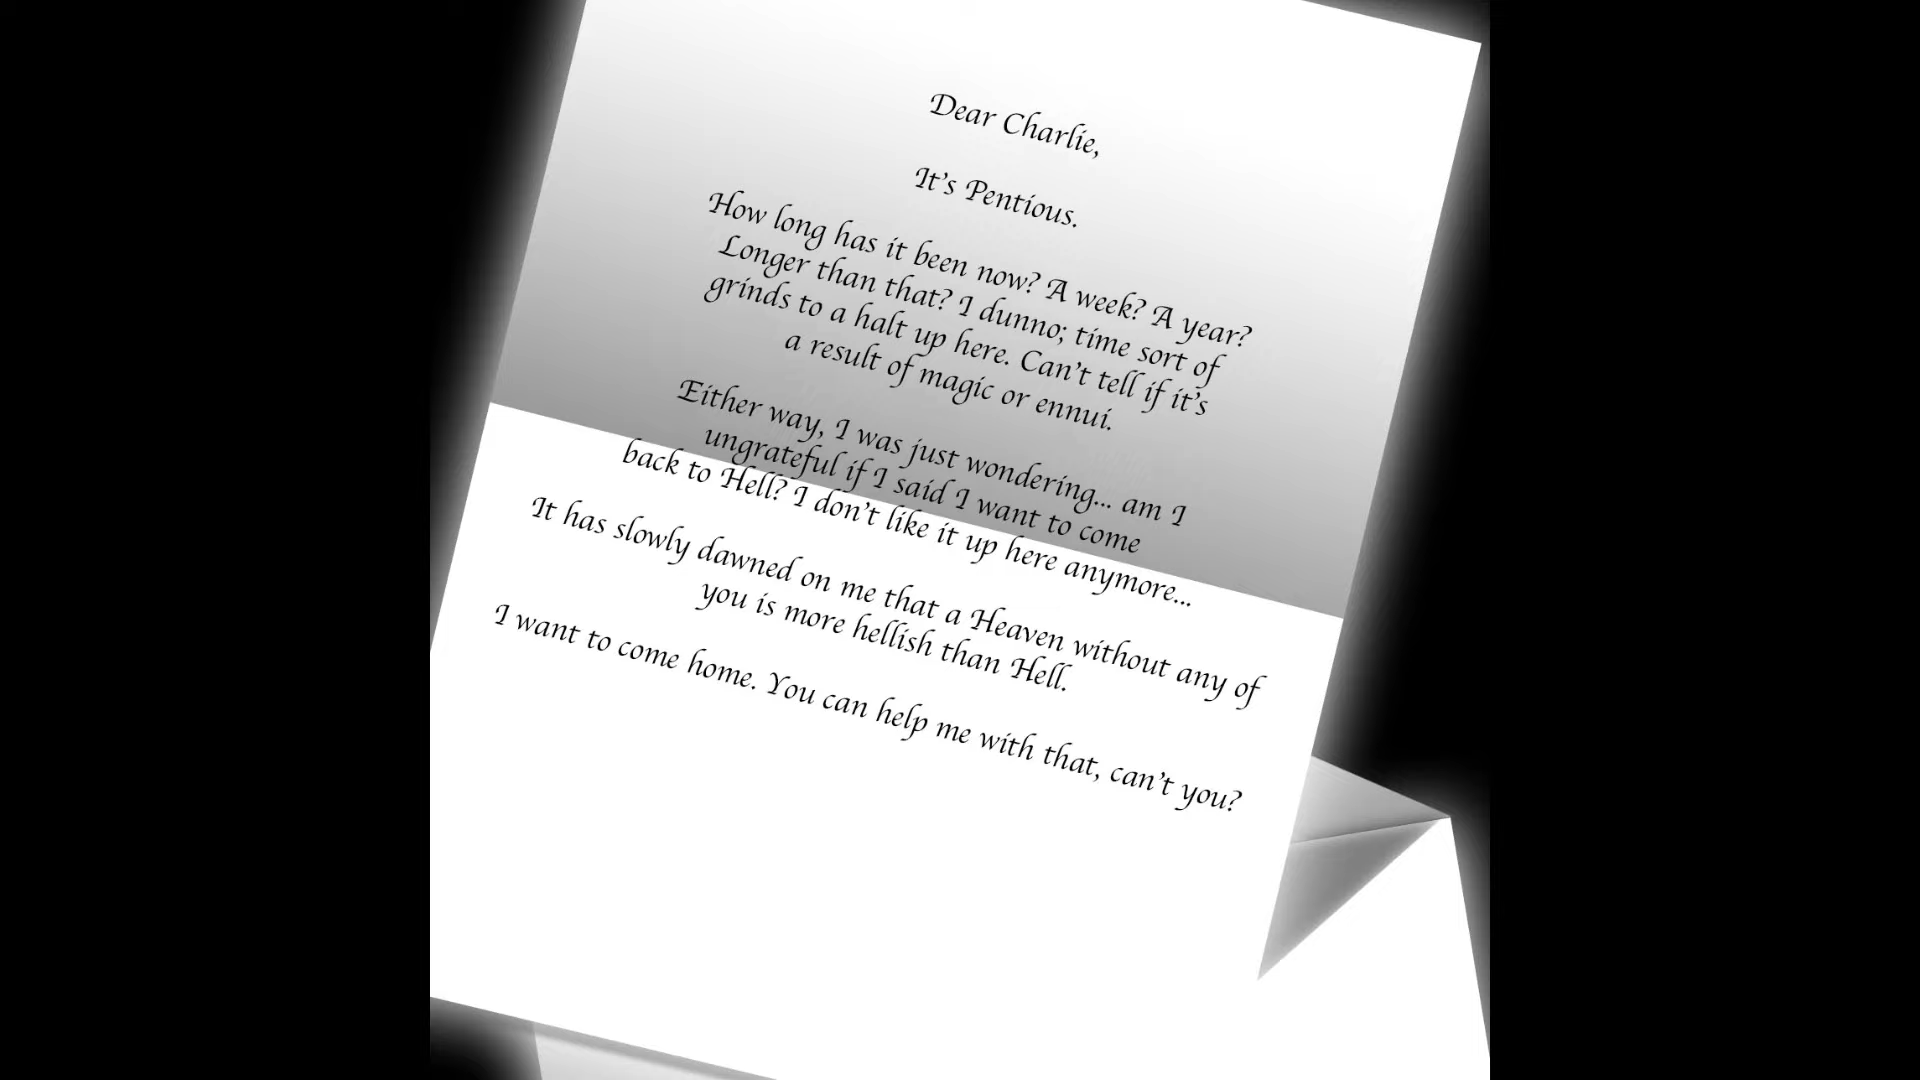 Dear Charlie,
It's Pentious.
How long has it been now? A week? A year?
Longer than that? I dunno; time sort of
grinds to a halt up here. Can't tell if it's
a result of magic or ennui.
Either way, I was just wondering... am I
ungrateful if I said I want to come
back to Hell? I don't like it up here anymore...
It has slowly dawned on me that a Heaven without any of
you is more hellish than Hell.
I want to come home. You can help me with that, can't you?